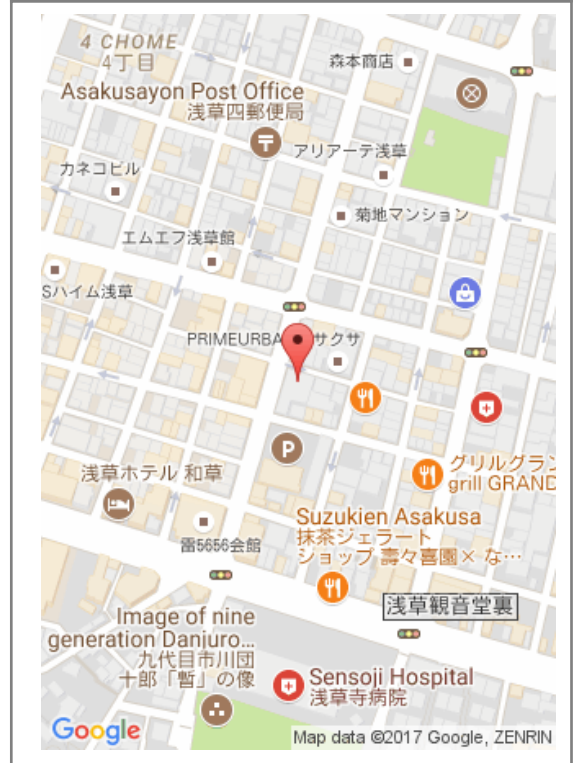 4 CHOME
4丁目
森本商店
Asakusayon Post Office
浅草四郵便局
アリアーテ浅草
カネコビル
菊地マンション
エムエフ浅草館
Sハイム浅草
PRIMEURBA サクサ
P
浅草ホテル 和草
グリルグラン
grill GRAND
雷5656会館
Suzukien Asakusa
抹茶ジェラート
ショップ 壽々喜園× な…
浅草観音堂裏
Image of nine
generation Danjuro...
九代目市川団
十郎「暫」の像
Sensoji Hospital
浅草寺病院
Google
Map data ©2017 Google, ZENRIN